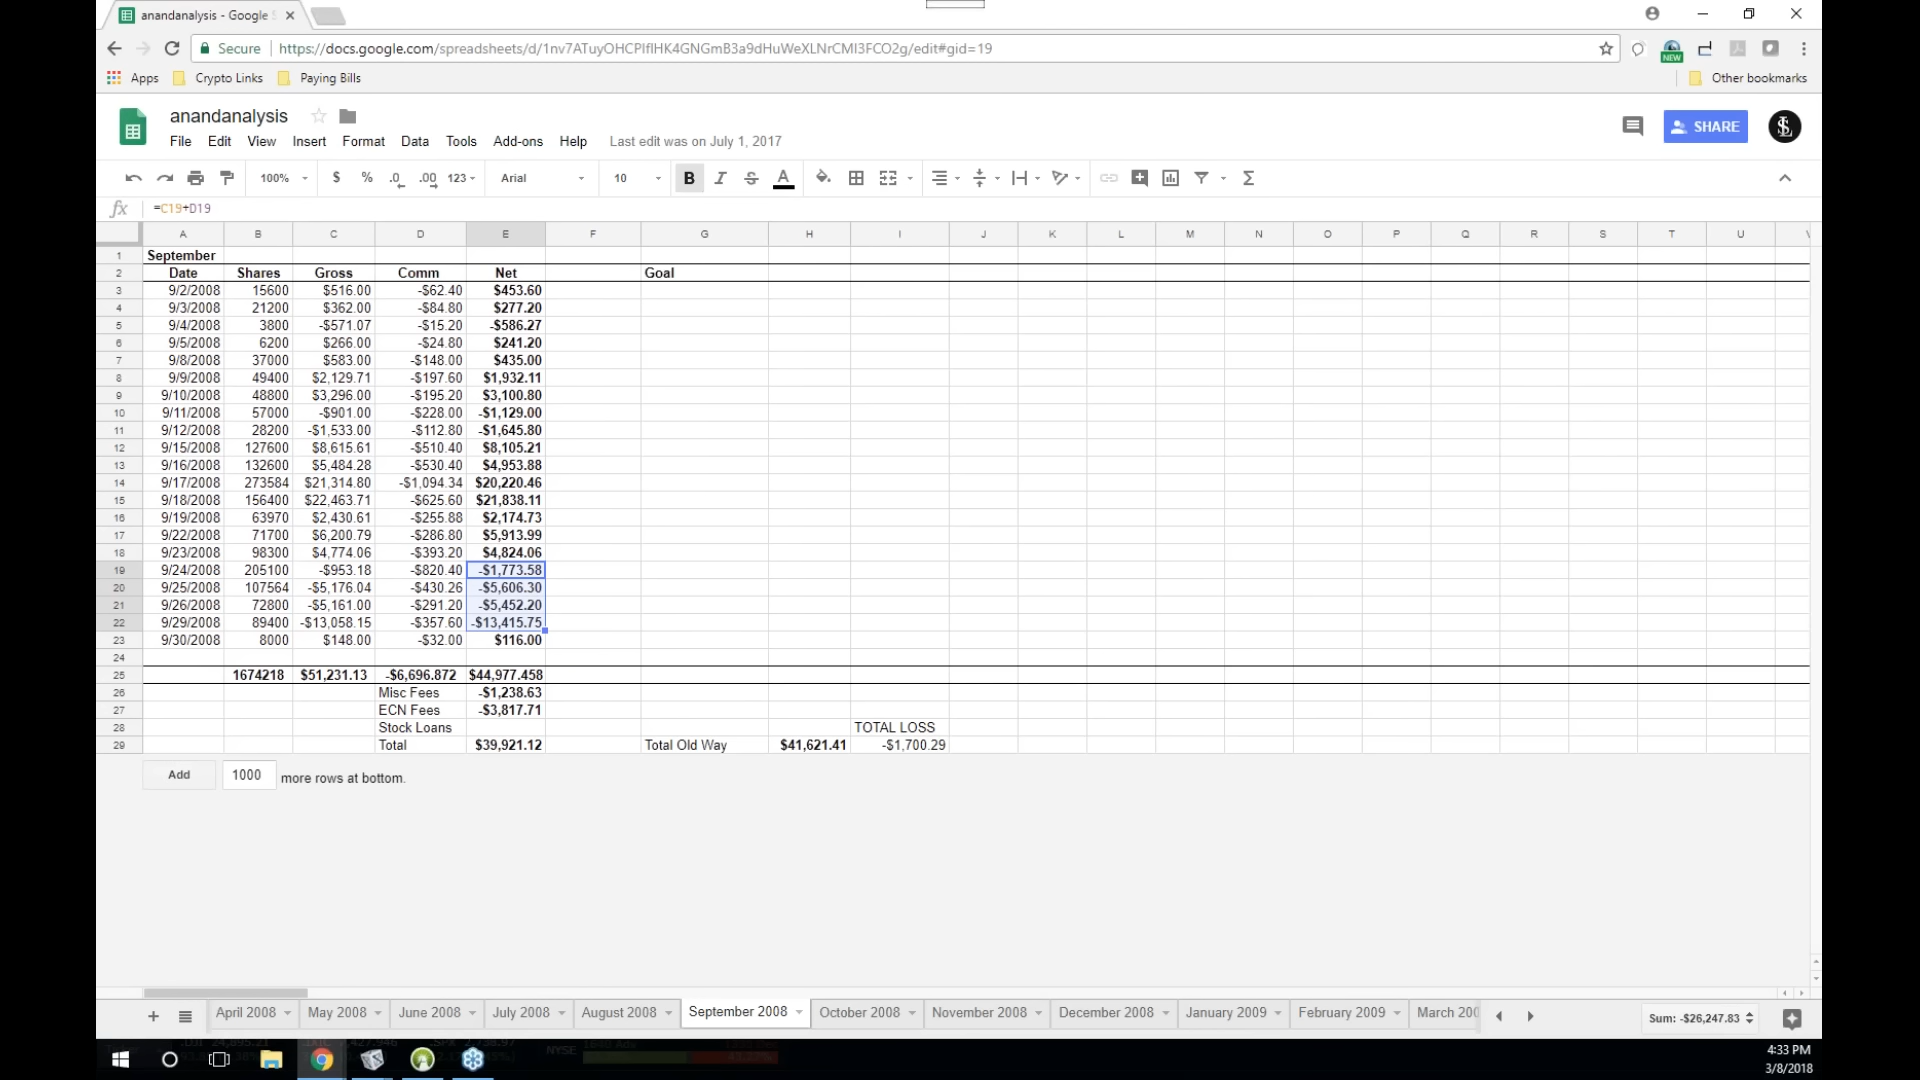 anandanalysis - Google S
Secure https://docs.google.com/spreadsheets/d/1nv7ATuyOHCPIflHK4GNGmB3a9dHuWeXLNrCMl3FCO2g/edit#gid=19
NEW
Apps Crypto Links Paying Bills Other bookmarks
anandanalysis
SHARE
File Edit View Insert Format Data Tools Add-ons Help Last edit was on July 1, 2017
100% $ % .0 .00 123 Arial 10 B I S A Σ
fx =C19+D19
A B C D E F G H I J K L M N O P Q R S T U V
1 September
2 Date Shares Gross Comm Net Goal
3 9/2/2008 15600 $516.00 -$62.40 $453.60
4 9/3/2008 21200 $362.00 -$84.80 $277.20
5 9/4/2008 3800 -$571.07 -$15.20 -$586.27
6 9/5/2008 6200 $266.00 -$24.80 $241.20
7 9/8/2008 37000 $583.00 -$148.00 $435.00
8 9/9/2008 49400 $2,129.71 -$197.60 $1,932.11
9 9/10/2008 48800 $3,296.00 -$195.20 $3,100.80
10 9/11/2008 57000 -$901.00 -$228.00 -$1,129.00
11 9/12/2008 28200 -$1,533.00 -$112.80 -$1,645.80
12 9/15/2008 127600 $8,615.61 -$510.40 $8,105.21
13 9/16/2008 132600 $5,484.28 -$530.40 $4,953.88
14 9/17/2008 273584 $21,314.80 -$1,094.34 $20,220.46
15 9/18/2008 156400 $22,463.71 -$625.60 $21,838.11
16 9/19/2008 63970 $2,430.61 -$255.88 $2,174.73
17 9/22/2008 71700 $6,200.79 -$286.80 $5,913.99
18 9/23/2008 98300 $4,774.06 -$393.20 $4,824.06
19 9/24/2008 205100 -$953.18 -$820.40 -$1,773.58
20 9/25/2008 107564 -$5,176.04 -$430.26 -$5,606.30
21 9/26/2008 72800 -$5,161.00 -$291.20 -$5,452.20
22 9/29/2008 89400 -$13,058.15 -$357.60 -$13,415.75
23 9/30/2008 8000 $148.00 -$32.00 $116.00
24
25 1674218 $51,231.13 -$6,696.872 $44,977.458
26 Misc Fees -$1,238.63
27 ECN Fees -$3,817.71
28 Stock Loans TOTAL LOSS
29 Total $39,921.12 Total Old Way $41,621.41 -$1,700.29
Add 1000 more rows at bottom.
April 2008 May 2008 June 2008 July 2008 August 2008 September 2008 October 2008 November 2008 December 2008 January 2009 February 2009 March 200 Sum: -$26,247.83
NYSE
4:33 PM
3/8/2018